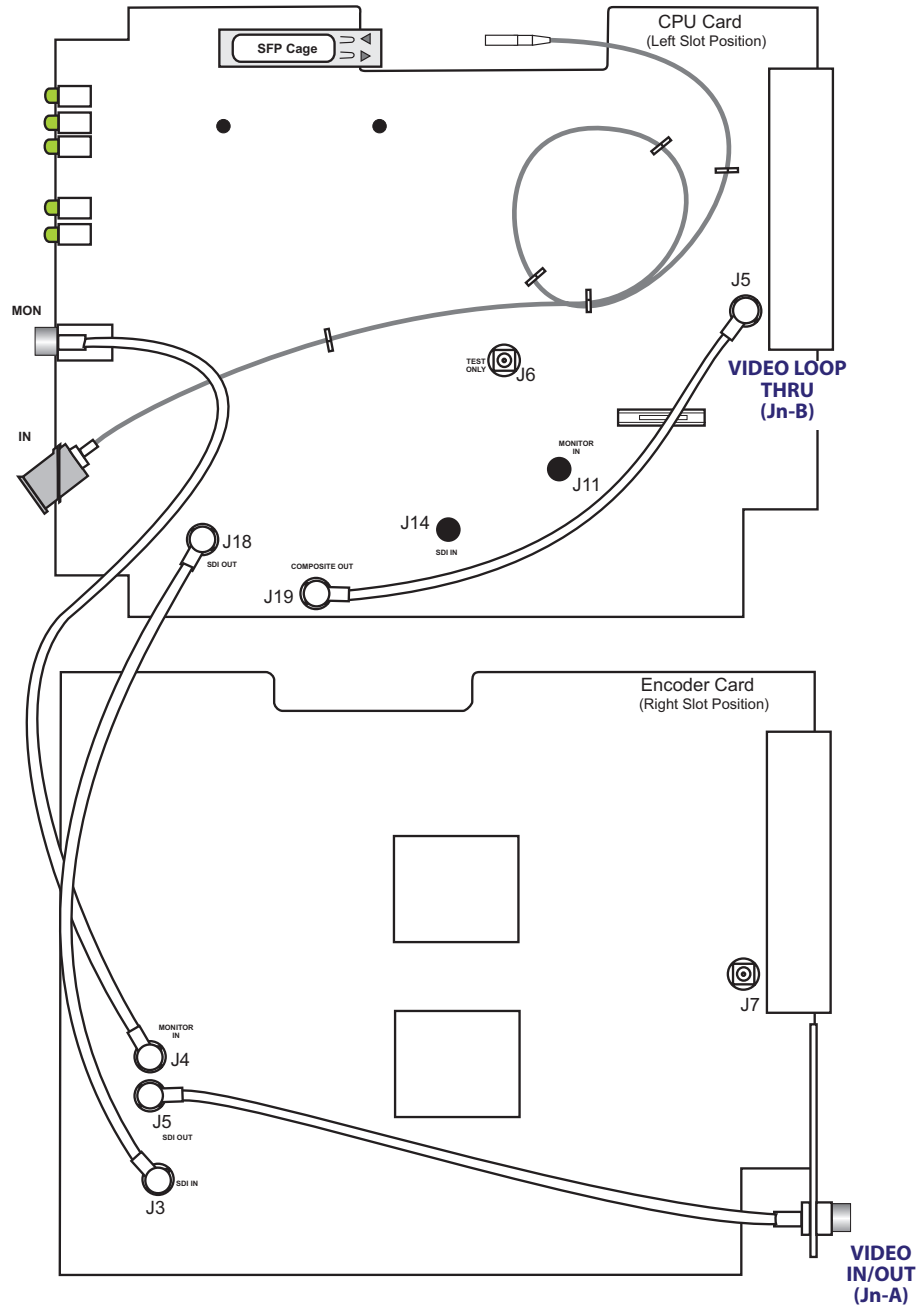 CPU Card
(Left Slot Position)
SFP Cage
MON
IN
J5
VIDEO LOOP
THRU
(Jn-B)
TEST
ONLY
J6
MONITOR
IN
J11
J14
SDI IN
J18
SDI OUT
COMPOSITE OUT
J19
Encoder Card
(Right Slot Position)
J7
MONITOR
IN
J4
J5
SDI OUT
SDI IN
J3
VIDEO
IN/OUT
(Jn-A)